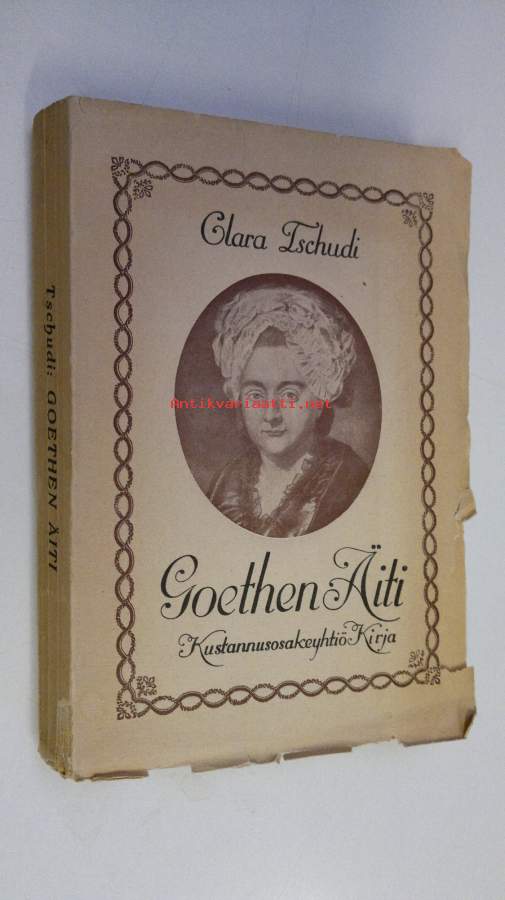 Clara Tschudi
Antikvariaatti.net
Goethen Äiti
Kustannusosakeyhtiö Kirja
Tschudi: GOETHEN ÄITI